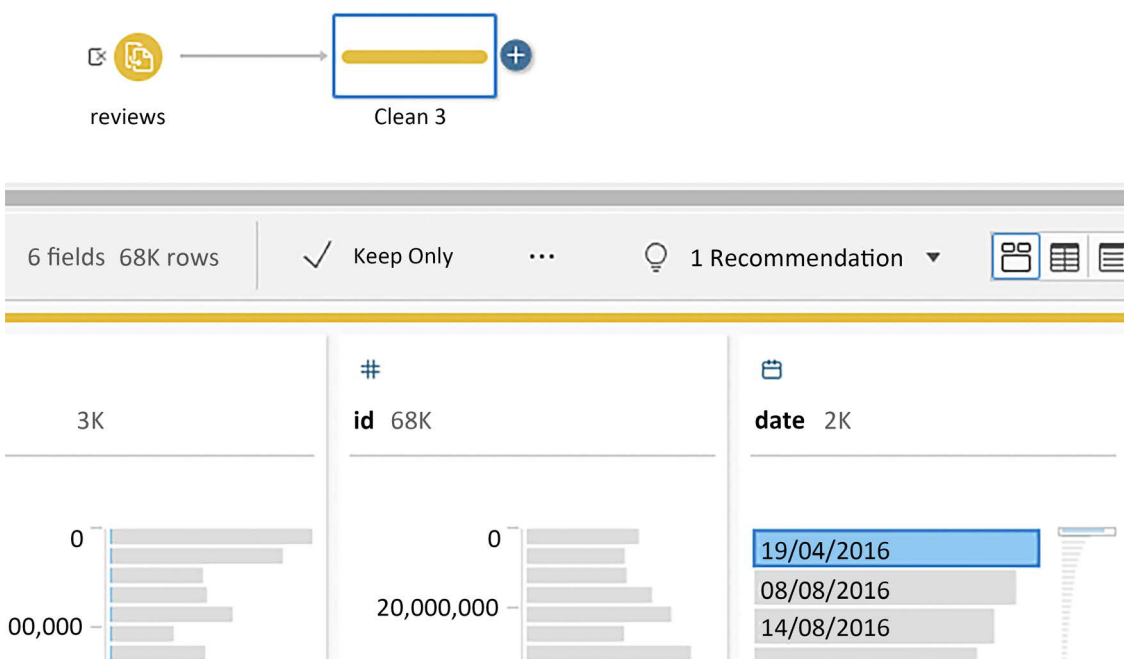 reviews
Clean 3
6 fields 68K rows
Keep Only
...
1 Recommendation
3K
id 68K
date 2K
0
00,000
0
20,000,000
19/04/2016
08/08/2016
14/08/2016